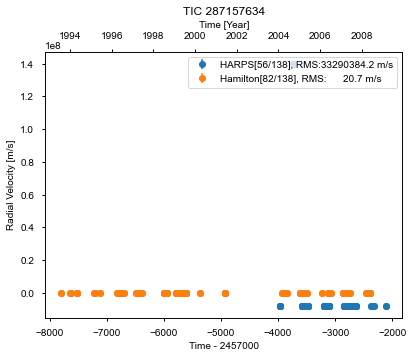 TIC 287157634
Time [Year]
1994 1996 1998 2000 2002 2004 2006 2008
1e8
HARPS[56/138], RMS:33290384.2 m/s
Hamilton[82/138], RMS: 20.7 m/s
1.4
1.2
1.0
0.8
0.6
0.4
0.2
0.0
Radial Velocity [m/s]
−8000 −7000 −6000 −5000 −4000 −3000 −2000
Time - 2457000